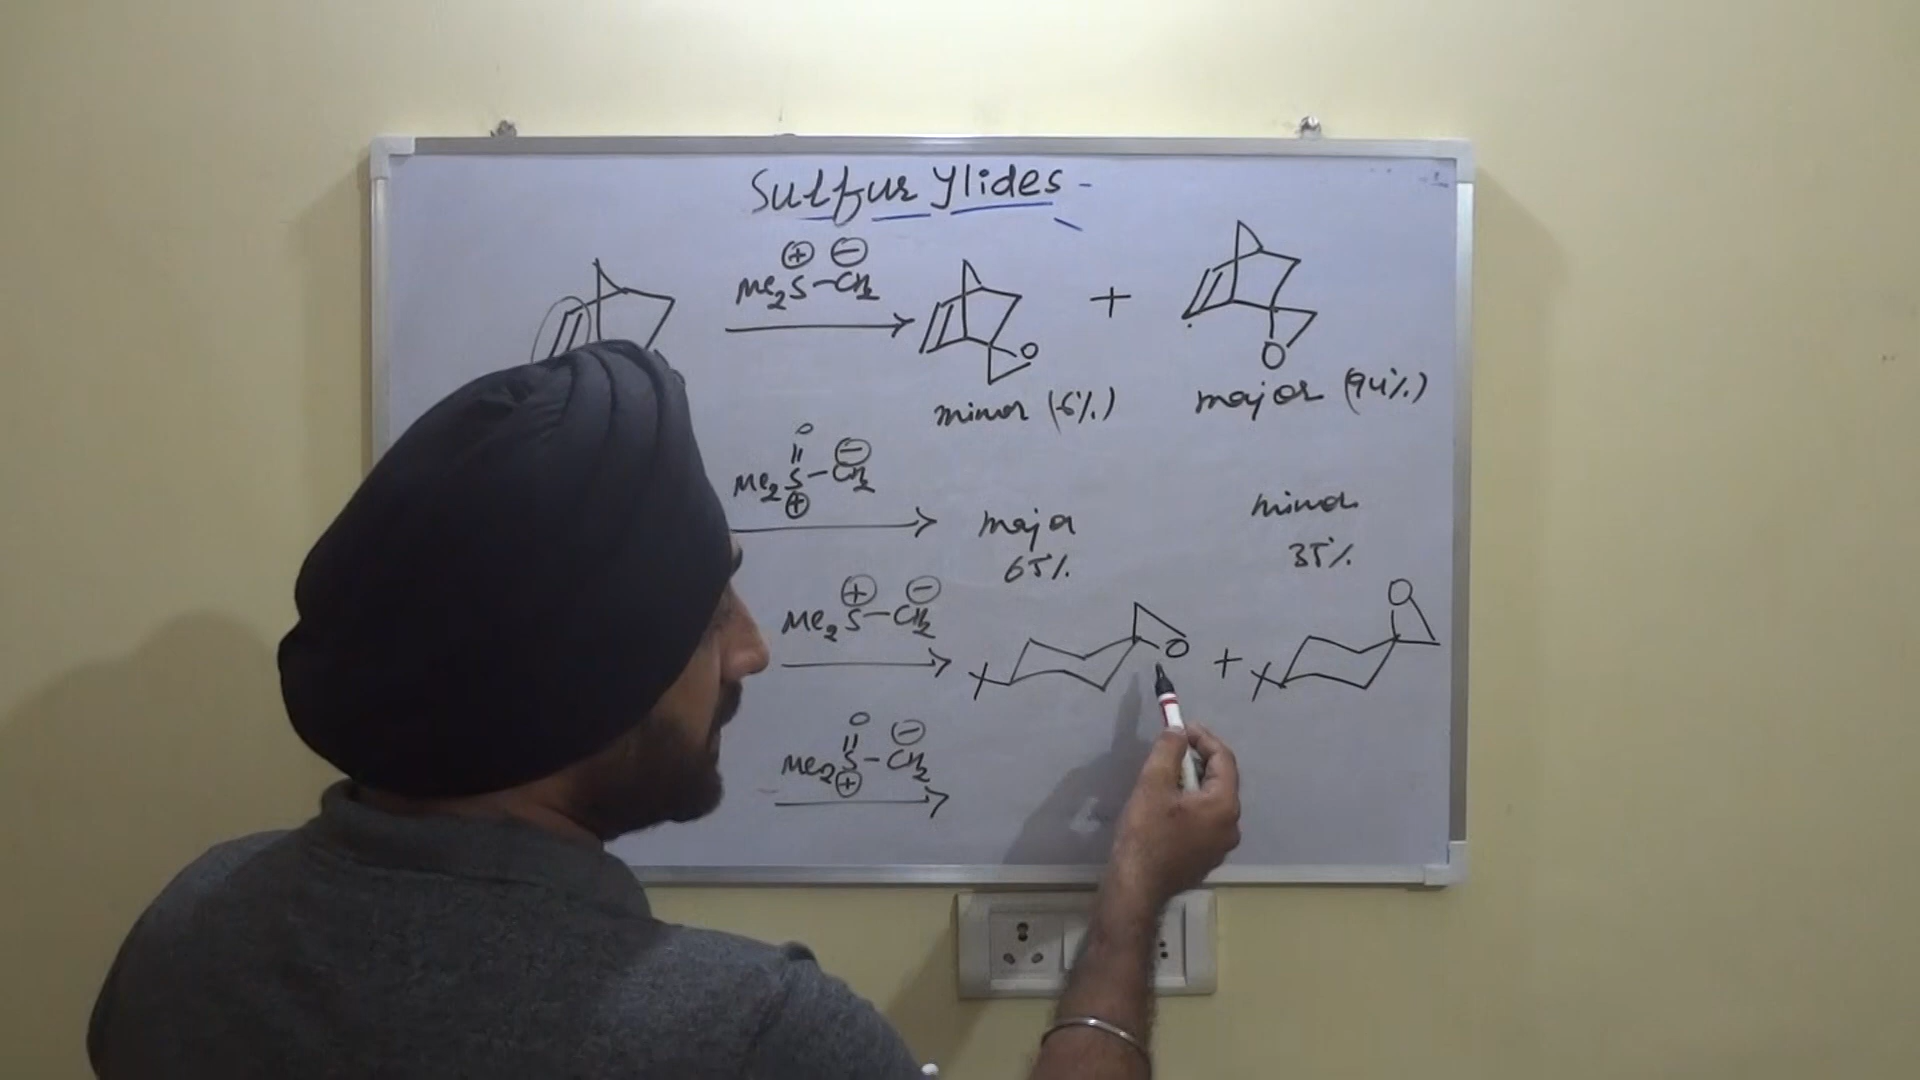 Sulfur Ylides -
⊕ ⊖
Me2S-CH2
+
O
O
minor (6%)
major (94%)
O
⊖
Me2S-CH2
⊕
major
minor
65%
35%
⊕ ⊖
Me2S-CH2
O
O
+
O
⊖
Me2S-CH2
⊕